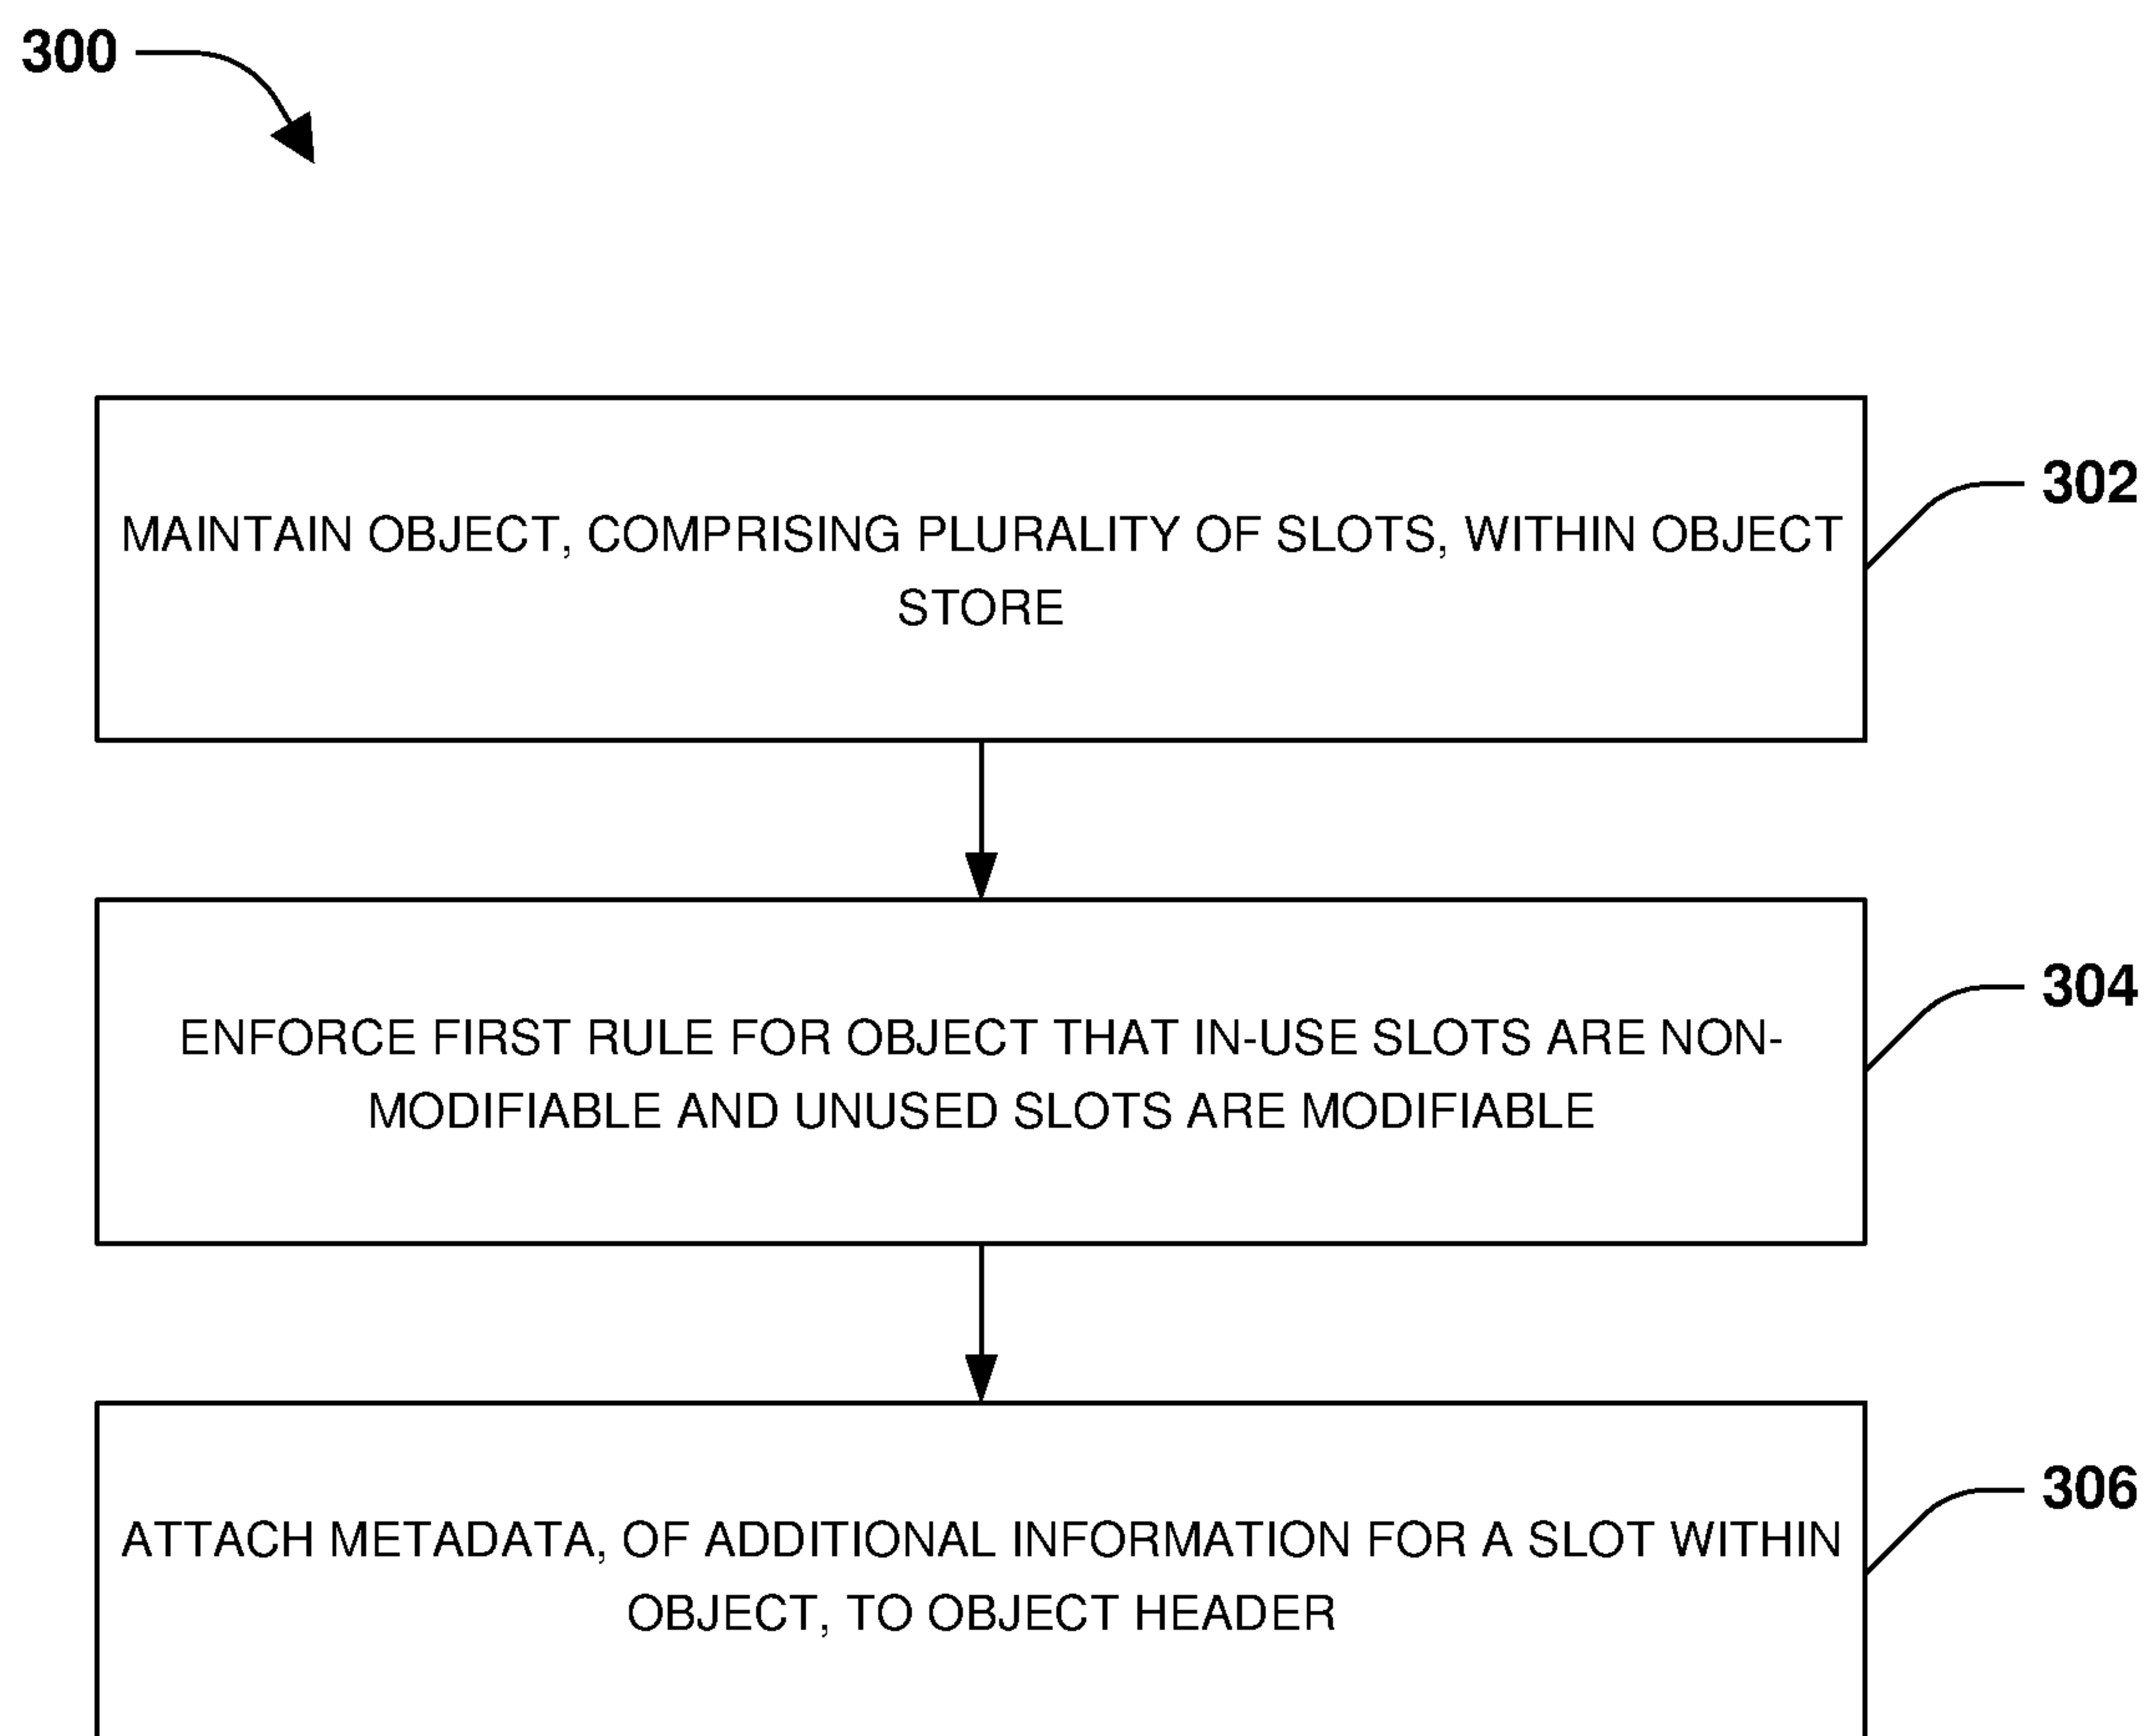 300
302
MAINTAIN OBJECT, COMPRISING PLURALITY OF SLOTS, WITHIN OBJECT
STORE
304
ENFORCE FIRST RULE FOR OBJECT THAT IN-USE SLOTS ARE NON-
MODIFIABLE AND UNUSED SLOTS ARE MODIFIABLE
306
ATTACH METADATA, OF ADDITIONAL INFORMATION FOR A SLOT WITHIN
OBJECT, TO OBJECT HEADER